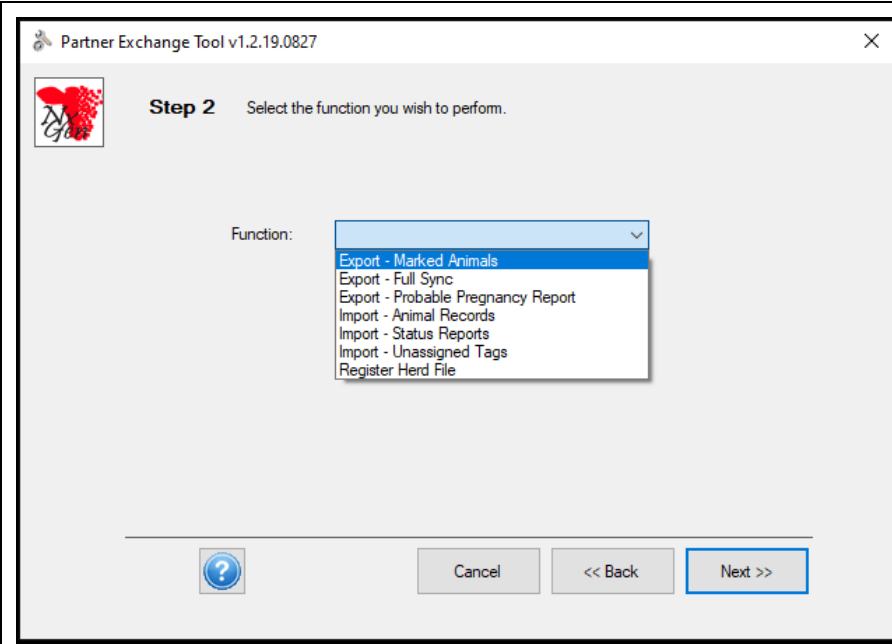 Partner Exchange Tool v1.2.19.0827
Nx
Gen
Step 2 Select the function you wish to perform.
Function:
Export - Marked Animals
Export - Full Sync
Export - Probable Pregnancy Report
Import - Animal Records
Import - Status Reports
Import - Unassigned Tags
Register Herd File
?
Cancel << Back Next >>